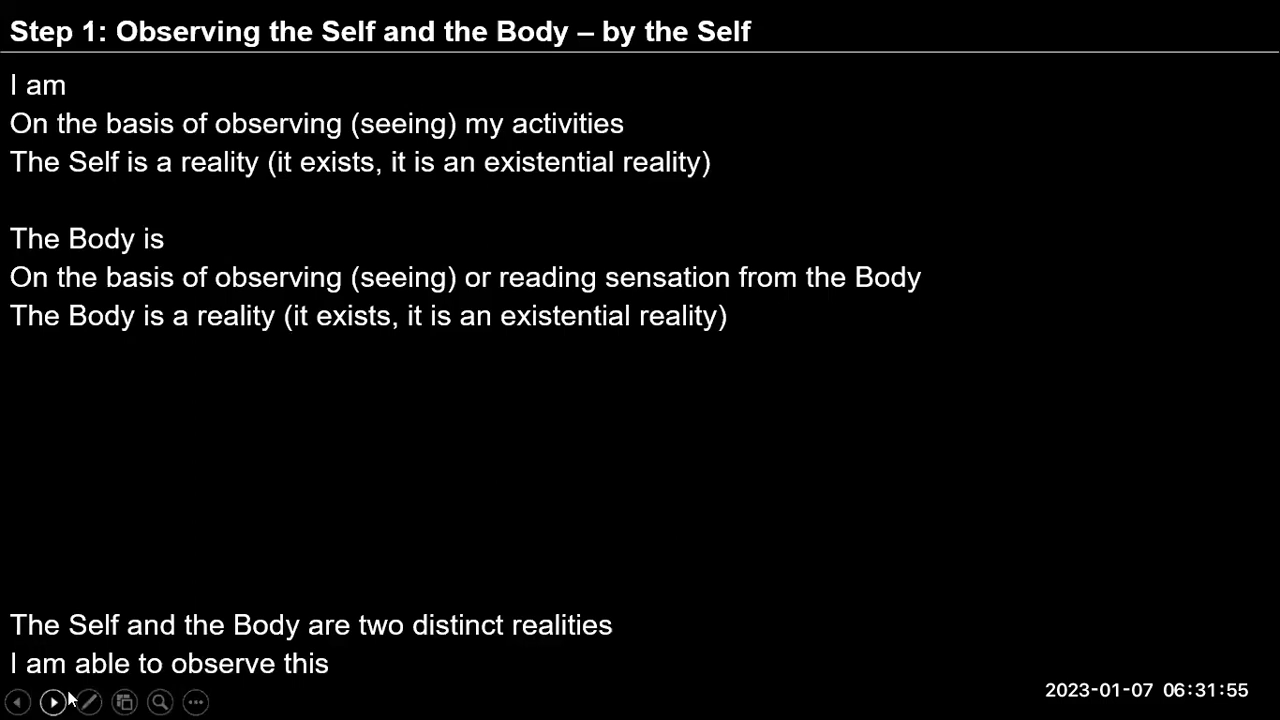 Step 1: Observing the Self and the Body – by the Self
I am
On the basis of observing (seeing) my activities
The Self is a reality (it exists, it is an existential reality)
The Body is
On the basis of observing (seeing) or reading sensation from the Body
The Body is a reality (it exists, it is an existential reality)
The Self and the Body are two distinct realities
I am able to observe this
2023-01-07 06:31:55